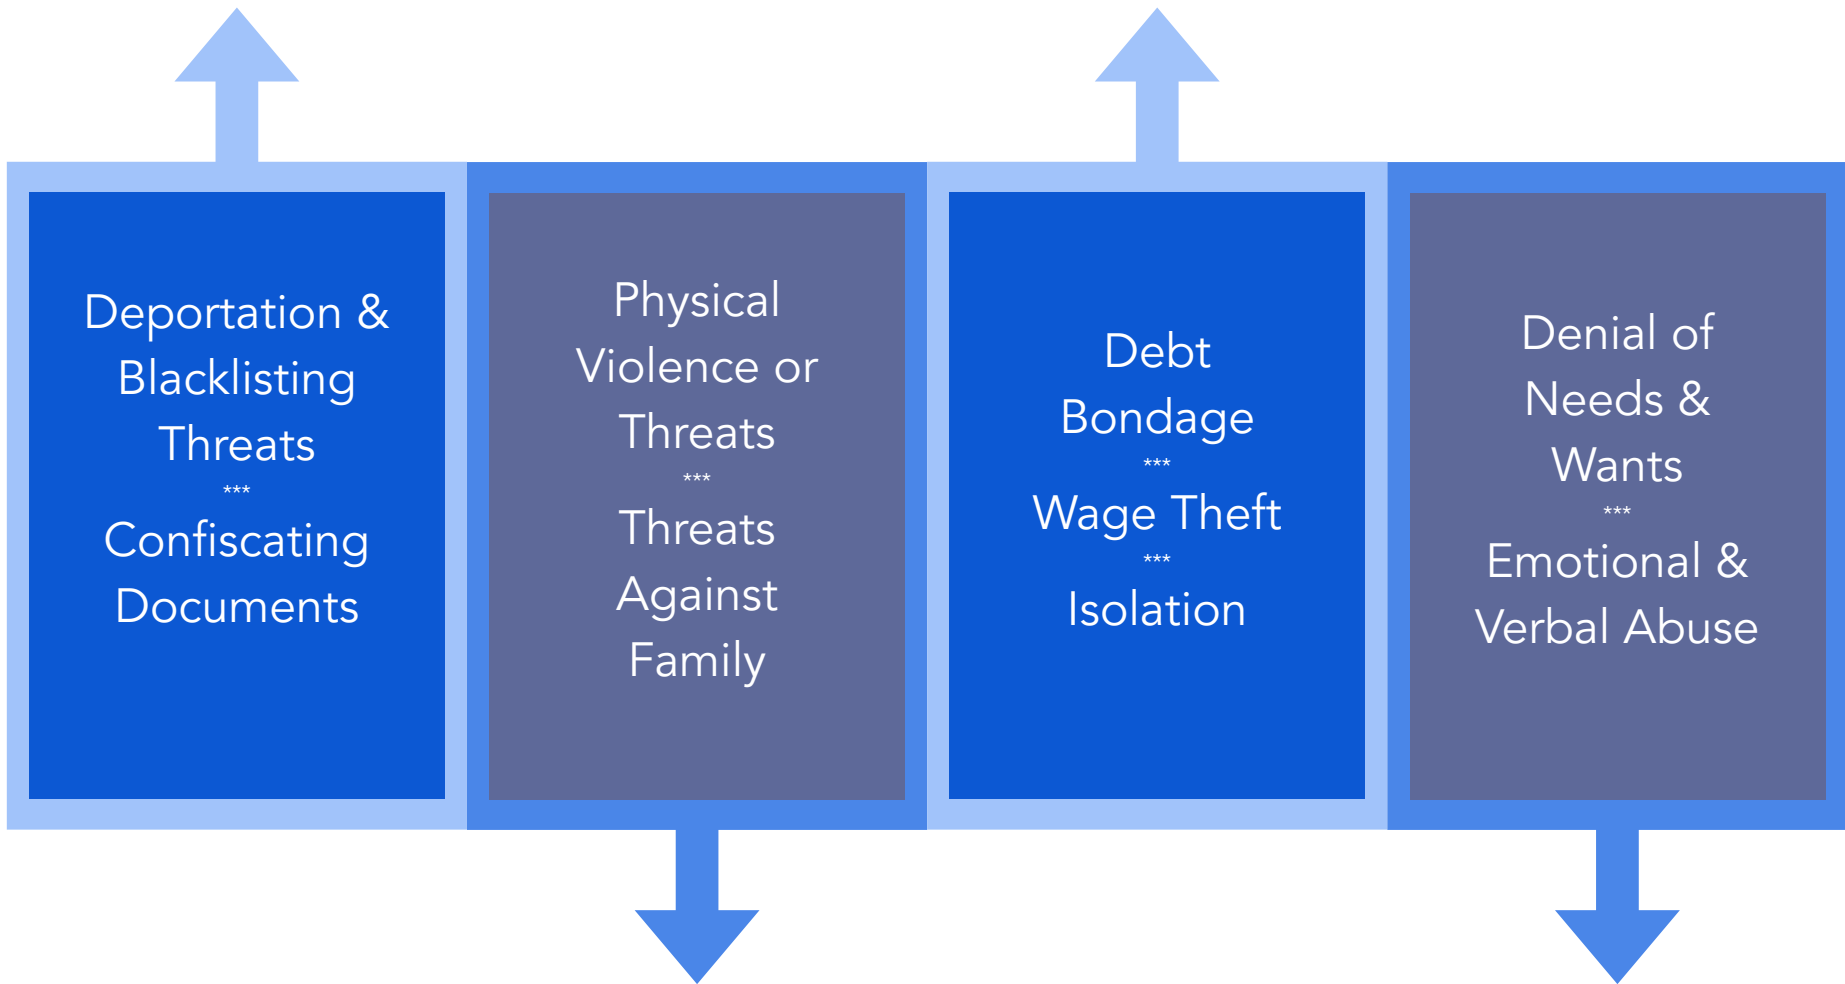 Deportation &
Blacklisting
Threats
***
Confiscating
Documents
Physical
Violence or
Threats
***
Threats
Against
Family
Debt
Bondage
***
Wage Theft
***
Isolation
Denial of
Needs &
Wants
***
Emotional &
Verbal Abuse